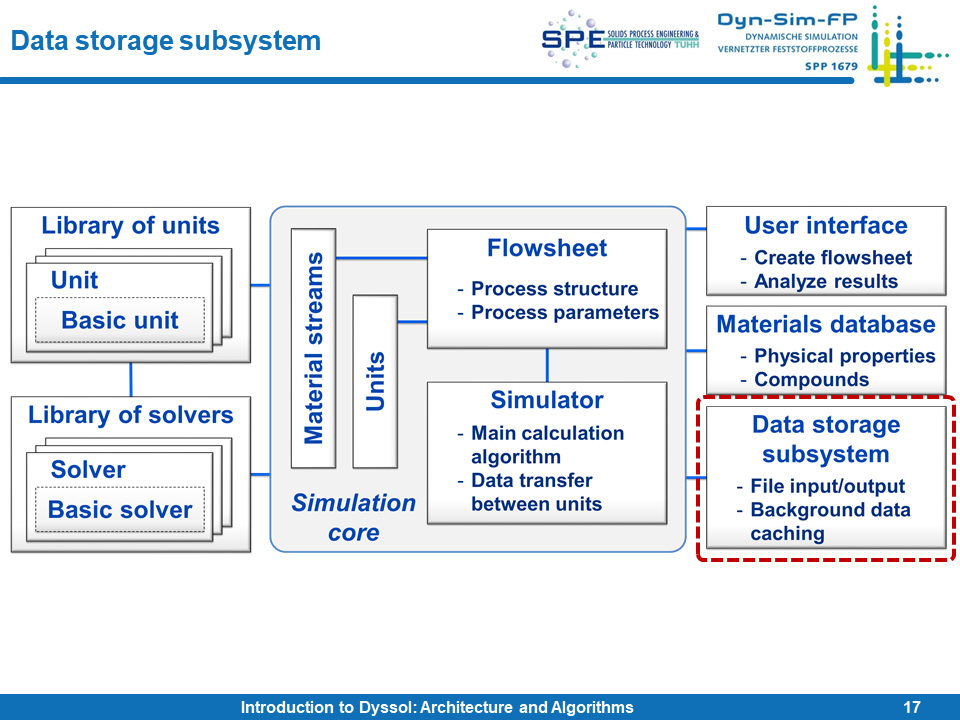 Data storage subsystem
SPE SOLIDS PROCESS ENGINEERING &
PARTICLE TECHNOLOGY TUHH
Dyn-Sim-FP
DYNAMISCHE SIMULATION
VERNETZTER FESTSTOFFPROZESSE
SPP 1679
Library of units
Unit
Basic unit
Library of solvers
Solver
Basic solver
Material streams
Units
Simulation
core
Flowsheet
- Process structure
- Process parameters
Simulator
- Main calculation
algorithm
- Data transfer
between units
User interface
- Create flowsheet
- Analyze results
Materials database
- Physical properties
- Compounds
Data storage
subsystem
- File input/output
- Background data
caching
Introduction to Dyssol: Architecture and Algorithms
17